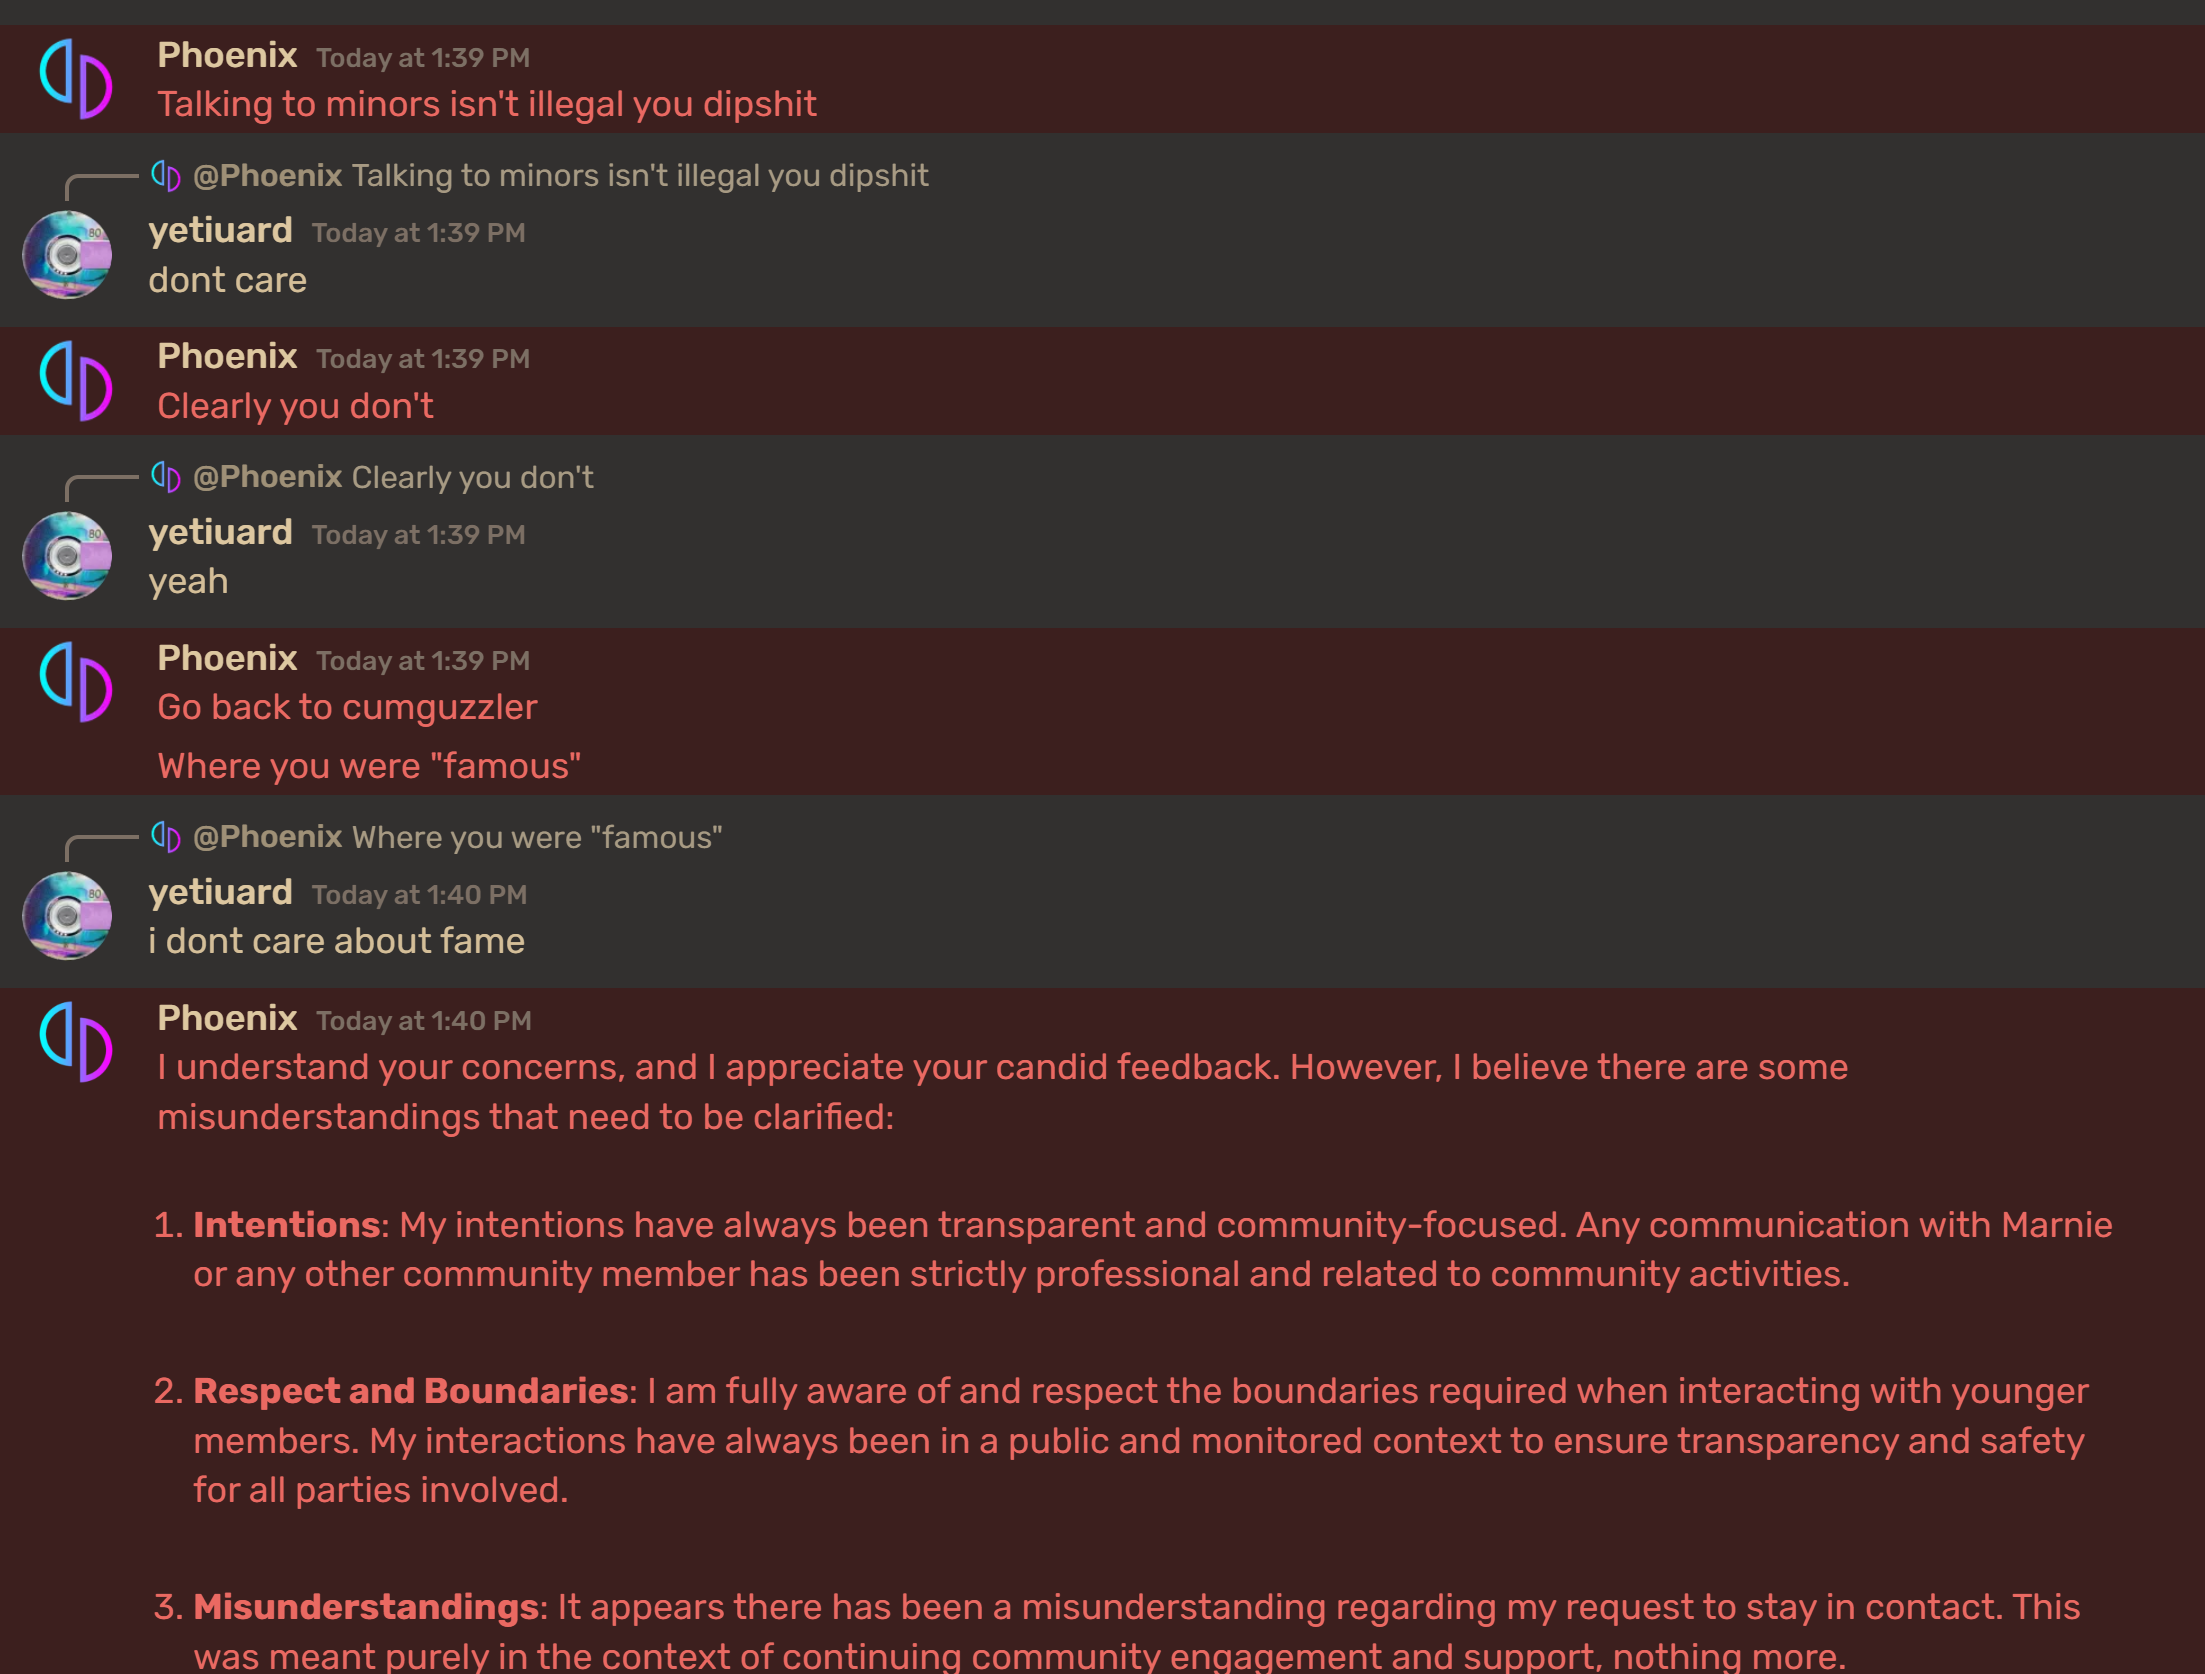 Phoenix Today at 1:39 PM
Talking to minors isn't illegal you dipshit
@Phoenix Talking to minors isn't illegal you dipshit
yetiuard Today at 1:39 PM
dont care
Phoenix Today at 1:39 PM
Clearly you don't
@Phoenix Clearly you don't
yetiuard Today at 1:39 PM
yeah
Phoenix Today at 1:39 PM
Go back to cumguzzler
Where you were "famous"
@Phoenix Where you were "famous"
yetiuard Today at 1:40 PM
i dont care about fame
Phoenix Today at 1:40 PM
I understand your concerns, and I appreciate your candid feedback. However, I believe there are some
misunderstandings that need to be clarified:
1. Intentions: My intentions have always been transparent and community-focused. Any communication with Marnie
or any other community member has been strictly professional and related to community activities.
2. Respect and Boundaries: I am fully aware of and respect the boundaries required when interacting with younger
members. My interactions have always been in a public and monitored context to ensure transparency and safety
for all parties involved.
3. Misunderstandings: It appears there has been a misunderstanding regarding my request to stay in contact. This
was meant purely in the context of continuing community engagement and support, nothing more.